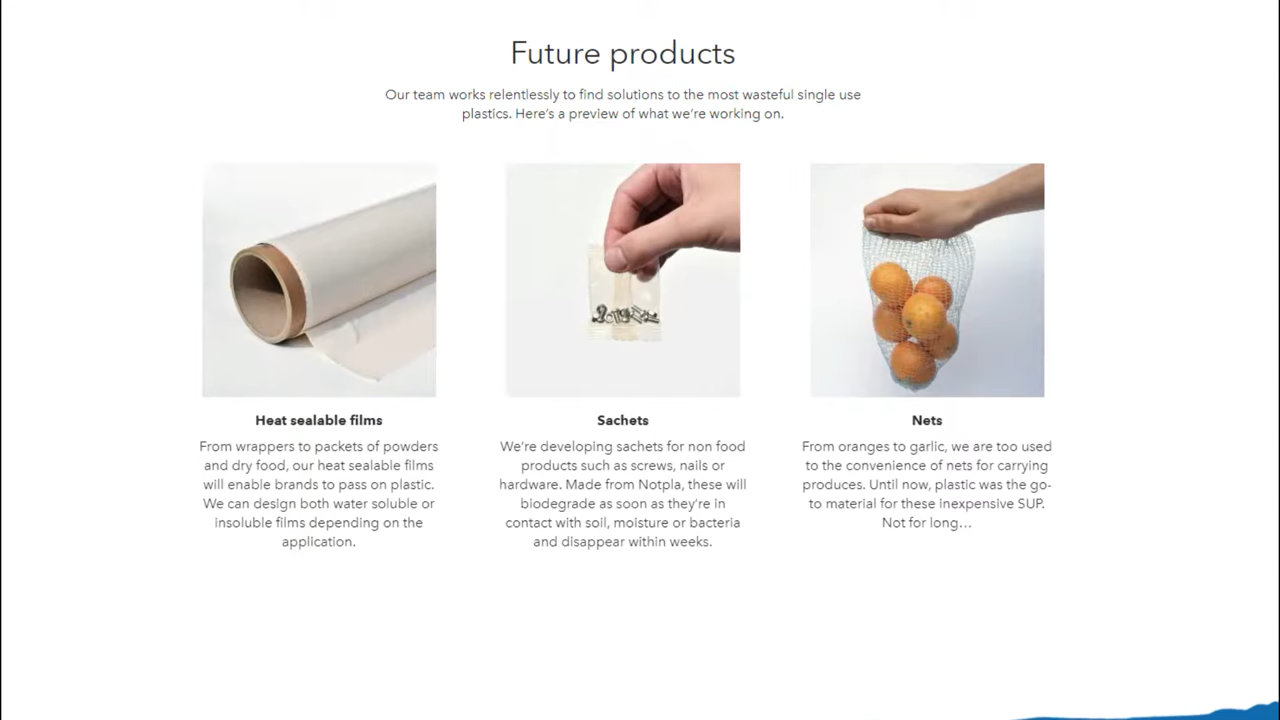 Future products
Our team works relentlessly to find solutions to the most wasteful single use
plastics. Here's a preview of what we're working on.
Heat sealable films
From wrappers to packets of powders
and dry food, our heat sealable films
will enable brands to pass on plastic.
We can design both water soluble or
insoluble films depending on the
application.
Sachets
We're developing sachets for non food
products such as screws, nails or
hardware. Made from Notpla, these will
biodegrade as soon as they're in
contact with soil, moisture or bacteria
and disappear within weeks.
Nets
From oranges to garlic, we are too used
to the convenience of nets for carrying
produces. Until now, plastic was the go-
to material for these inexpensive SUP.
Not for long...